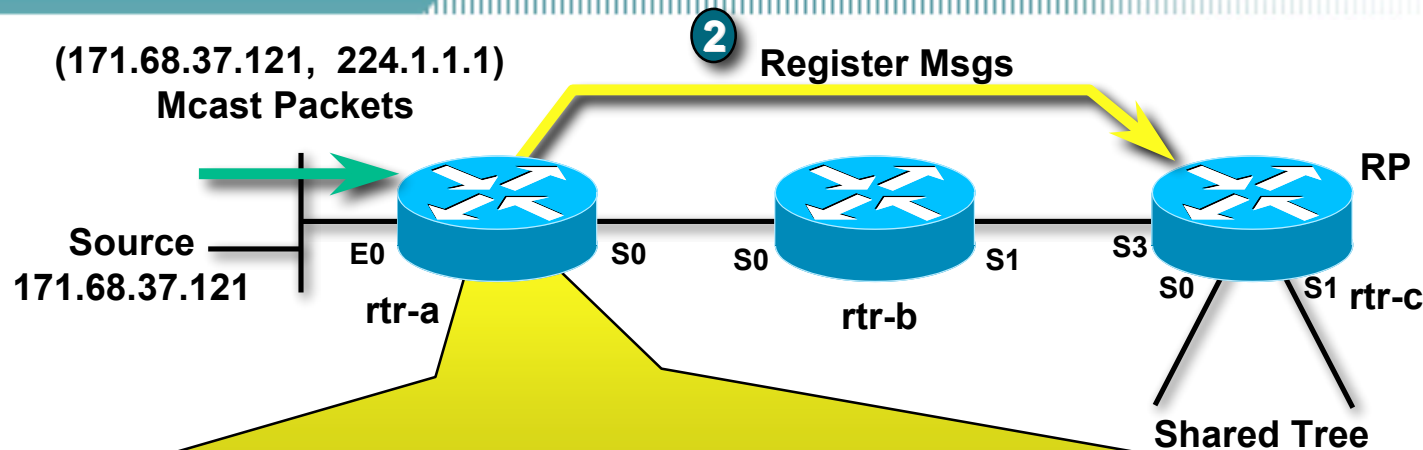 2
(171.68.37.121, 224.1.1.1)
Mcast Packets
Register Msgs
RP
Source
171.68.37.121
E0
S0
S0
S1
S3
S0
S1
rtr-a
rtr-b
rtr-c
Shared Tree